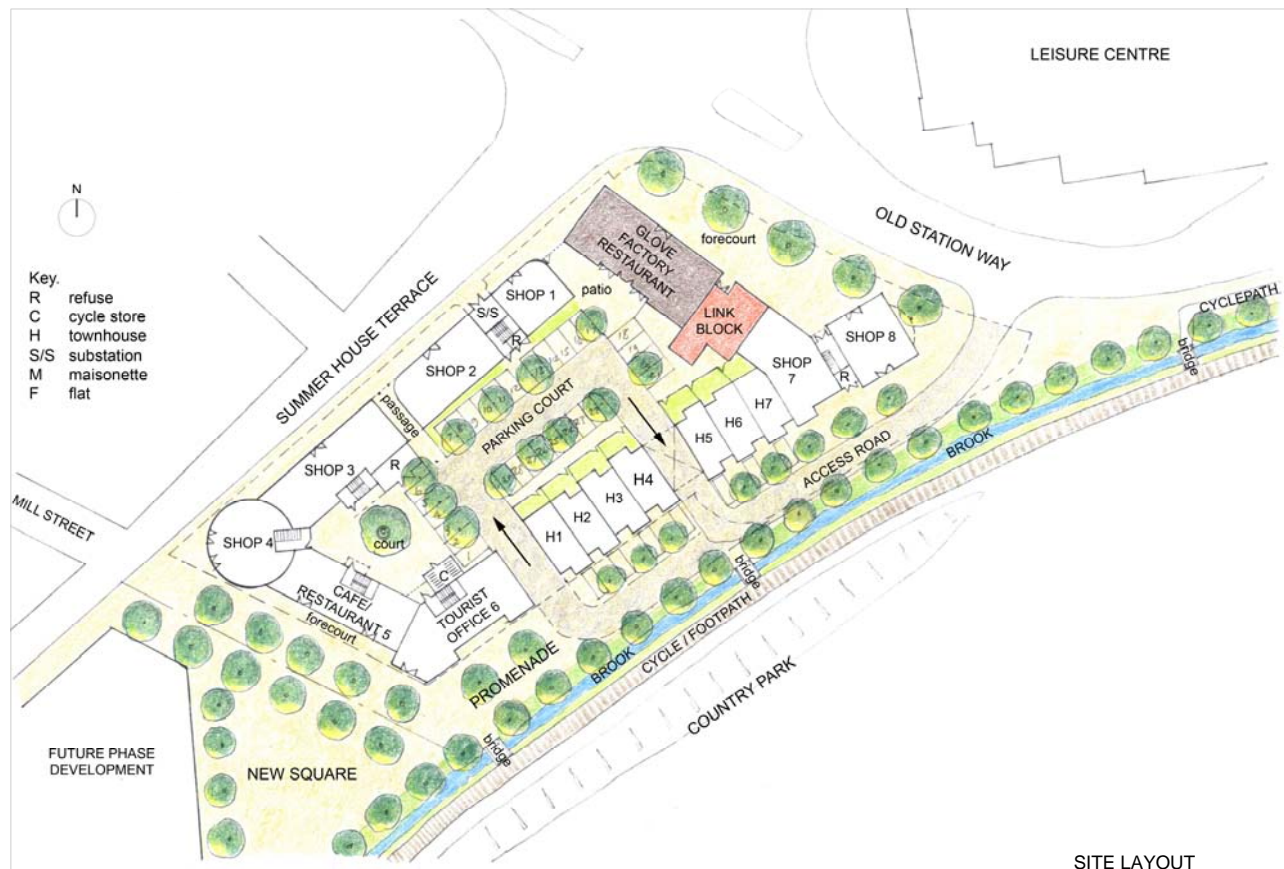 LEISURE CENTRE
N
Key.
R refuse
C cycle store
H townhouse
S/S substation
M maisonette
F flat
OLD STATION WAY
forecourt
GLOVE
FACTORY
RESTAURANT
patio
LINK
BLOCK
SHOP 1
S/S
R
SHOP 2
SUMMER HOUSE TERRACE
passage
PARKING COURT
SHOP 8
SHOP
7
R
H7
H6
H5
CYCLEPATH
bridge
BROOK
ACCESS ROAD
SHOP 3
R
H4
H3
H2
H1
MILL STREET
SHOP 4
court
C
CAFE/
RESTAURANT 5
forecourt
TOURIST
OFFICE 6
bridge
CYCLE / FOOTPATH
BROOK
PROMENADE
COUNTRY PARK
bridge
FUTURE PHASE
DEVELOPMENT
NEW SQUARE
SITE LAYOUT